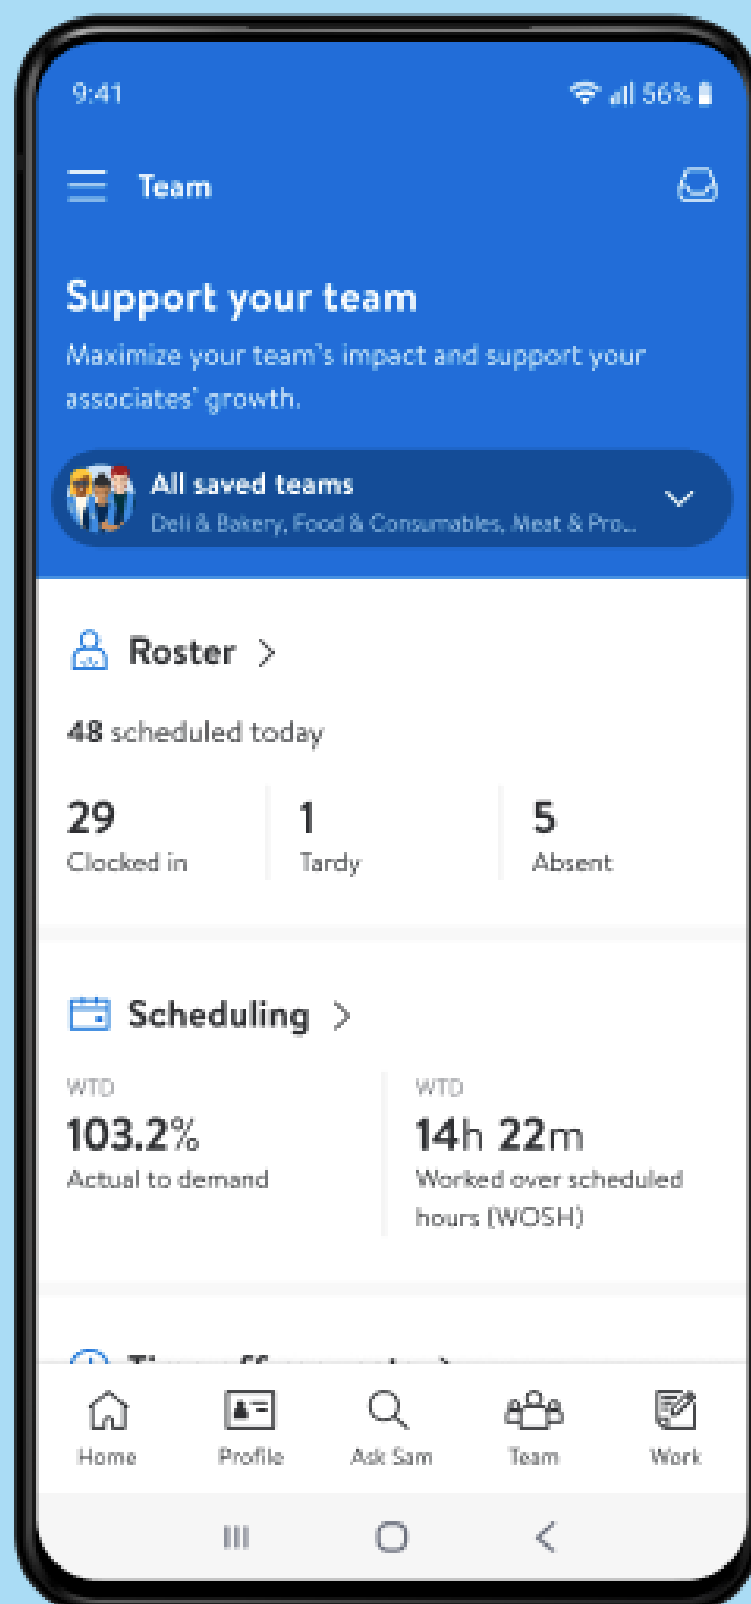 9:41 56%
Team
Support your team
Maximize your team's impact and support your
associates' growth.
All saved teams
Deli & Bakery, Food & Consumables, Meat & Pro...
Roster
48 scheduled today
29 1 5
Clocked in Tardy Absent
Scheduling
WTD WTD
103.2% 14h 22m
Actual to demand Worked over scheduled
hours (WOSH)
Home Profile Ask Sam Team Work